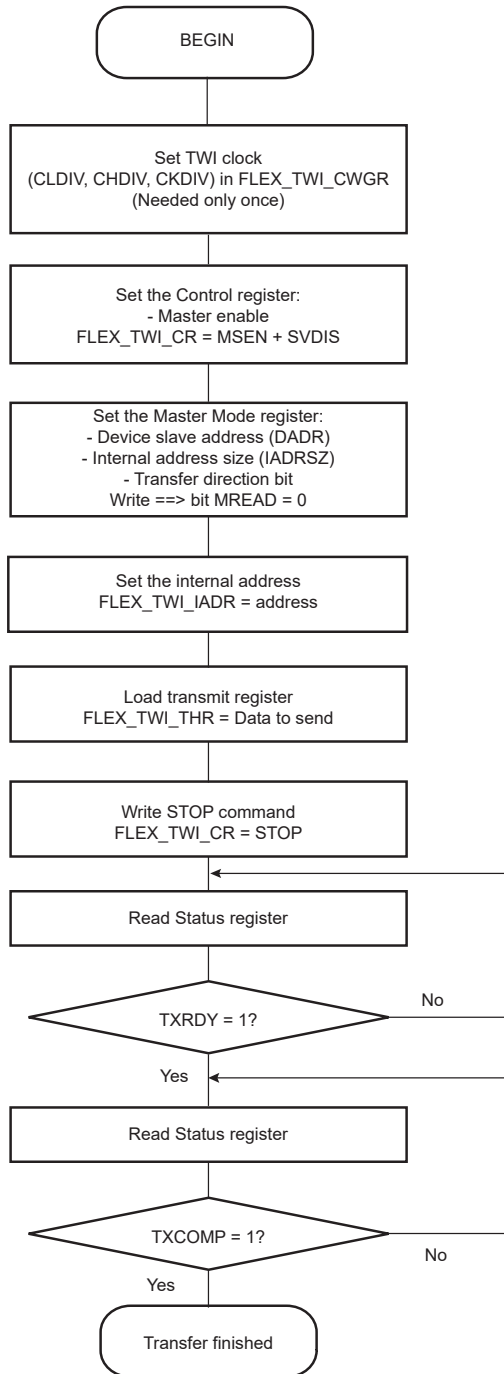 BEGIN
Set TWI clock
(CLDIV, CHDIV, CKDIV) in FLEX_TWI_CWGR
(Needed only once)
Set the Control register:
- Master enable
FLEX_TWI_CR = MSEN + SVDIS
Set the Master Mode register:
- Device slave address (DADR)
- Internal address size (IADRSZ)
- Transfer direction bit
Write ==> bit MREAD = 0
Set the internal address
FLEX_TWI_IADR = address
Load transmit register
FLEX_TWI_THR = Data to send
Write STOP command
FLEX_TWI_CR = STOP
Read Status register
No
TXRDY = 1?
Yes
Read Status register
TXCOMP = 1?
No
Yes
Transfer finished